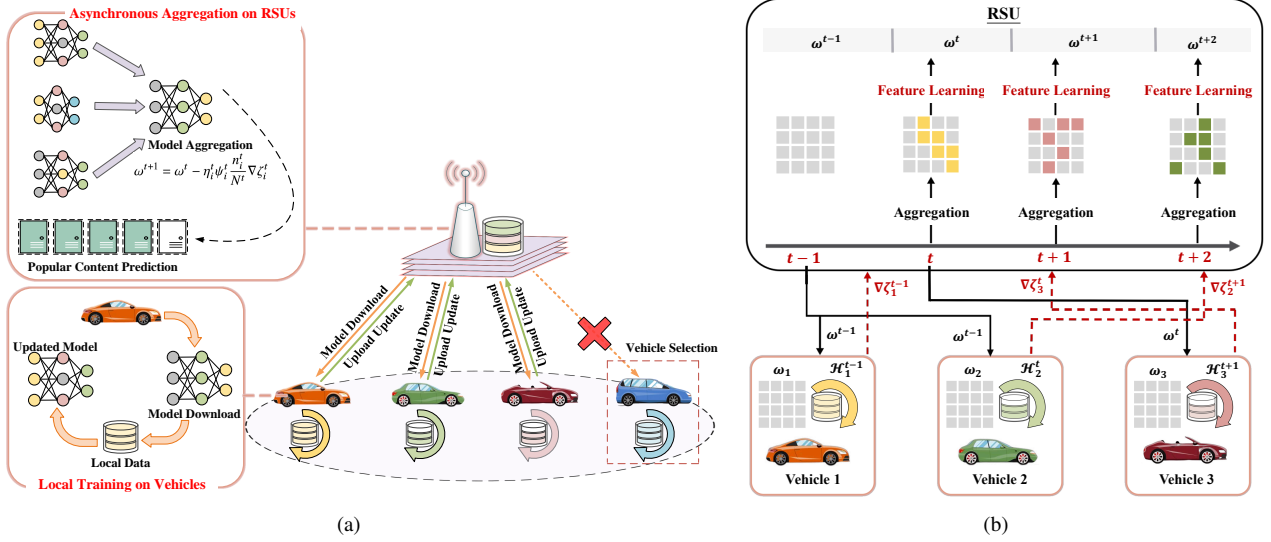 Asynchronous Aggregation on RSUs
Model Aggregation
ω^{t+1} = ω^t − η_i^t ψ_i^t n_i^t / N^t ∇ζ_i^t
Popular Content Prediction
Updated Model
Model Download
Local Data
Local Training on Vehicles
Model Download
Upload Update
Model Download
Upload Update
Model Download
Upload Update
Vehicle Selection
(a)
RSU
ω^{t-1} ω^t ω^{t+1} ω^{t+2}
Feature Learning Feature Learning Feature Learning
Aggregation Aggregation Aggregation
t − 1 t t + 1 t + 2
∇ζ_1^{t-1} ∇ζ_3^t ∇ζ_2^{t+1}
ω^{t-1} ω^{t-1} ω^t
ω_1 ℋ_1^{t-1}
Vehicle 1
ω_2 ℋ_2^t
Vehicle 2
ω_3 ℋ_3^{t+1}
Vehicle 3
(b)